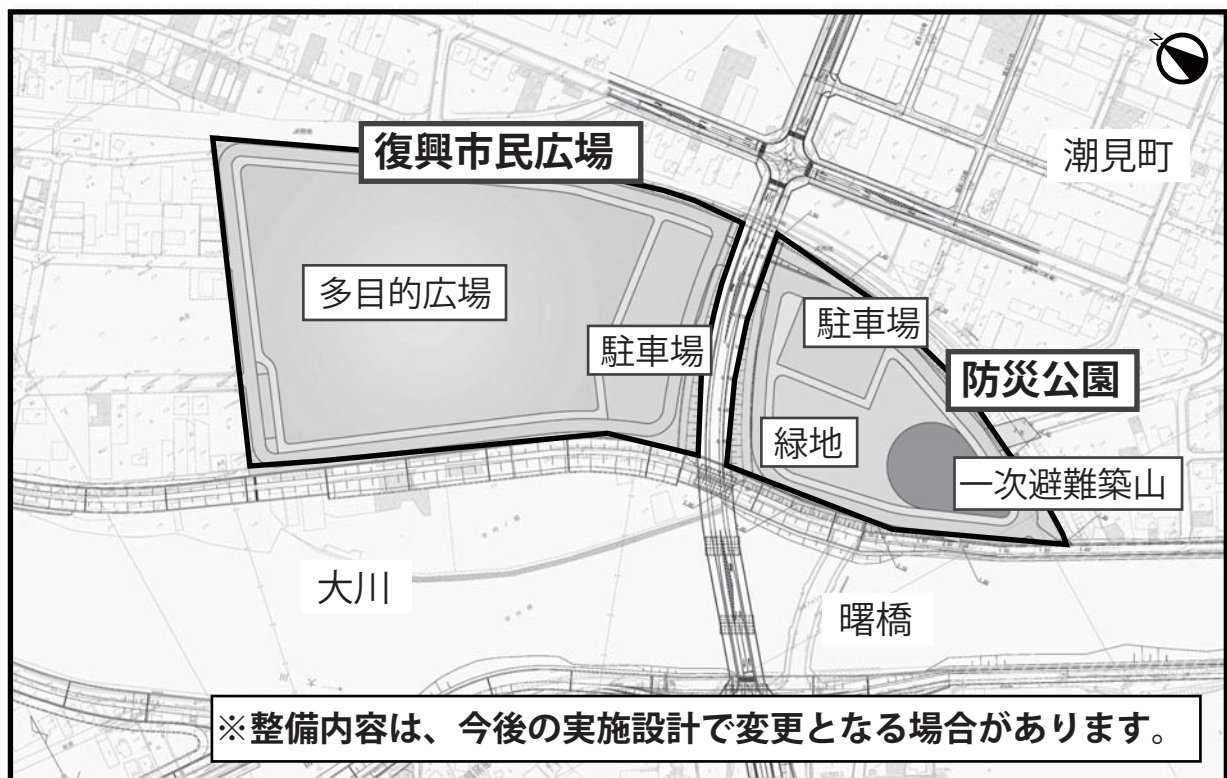 N
復興市民広場
潮見町
多目的広場
駐車場
駐車場
防災公園
緑地
一次避難築山
大川
曙橋
※整備内容は、今後の実施設計で変更となる場合があります。